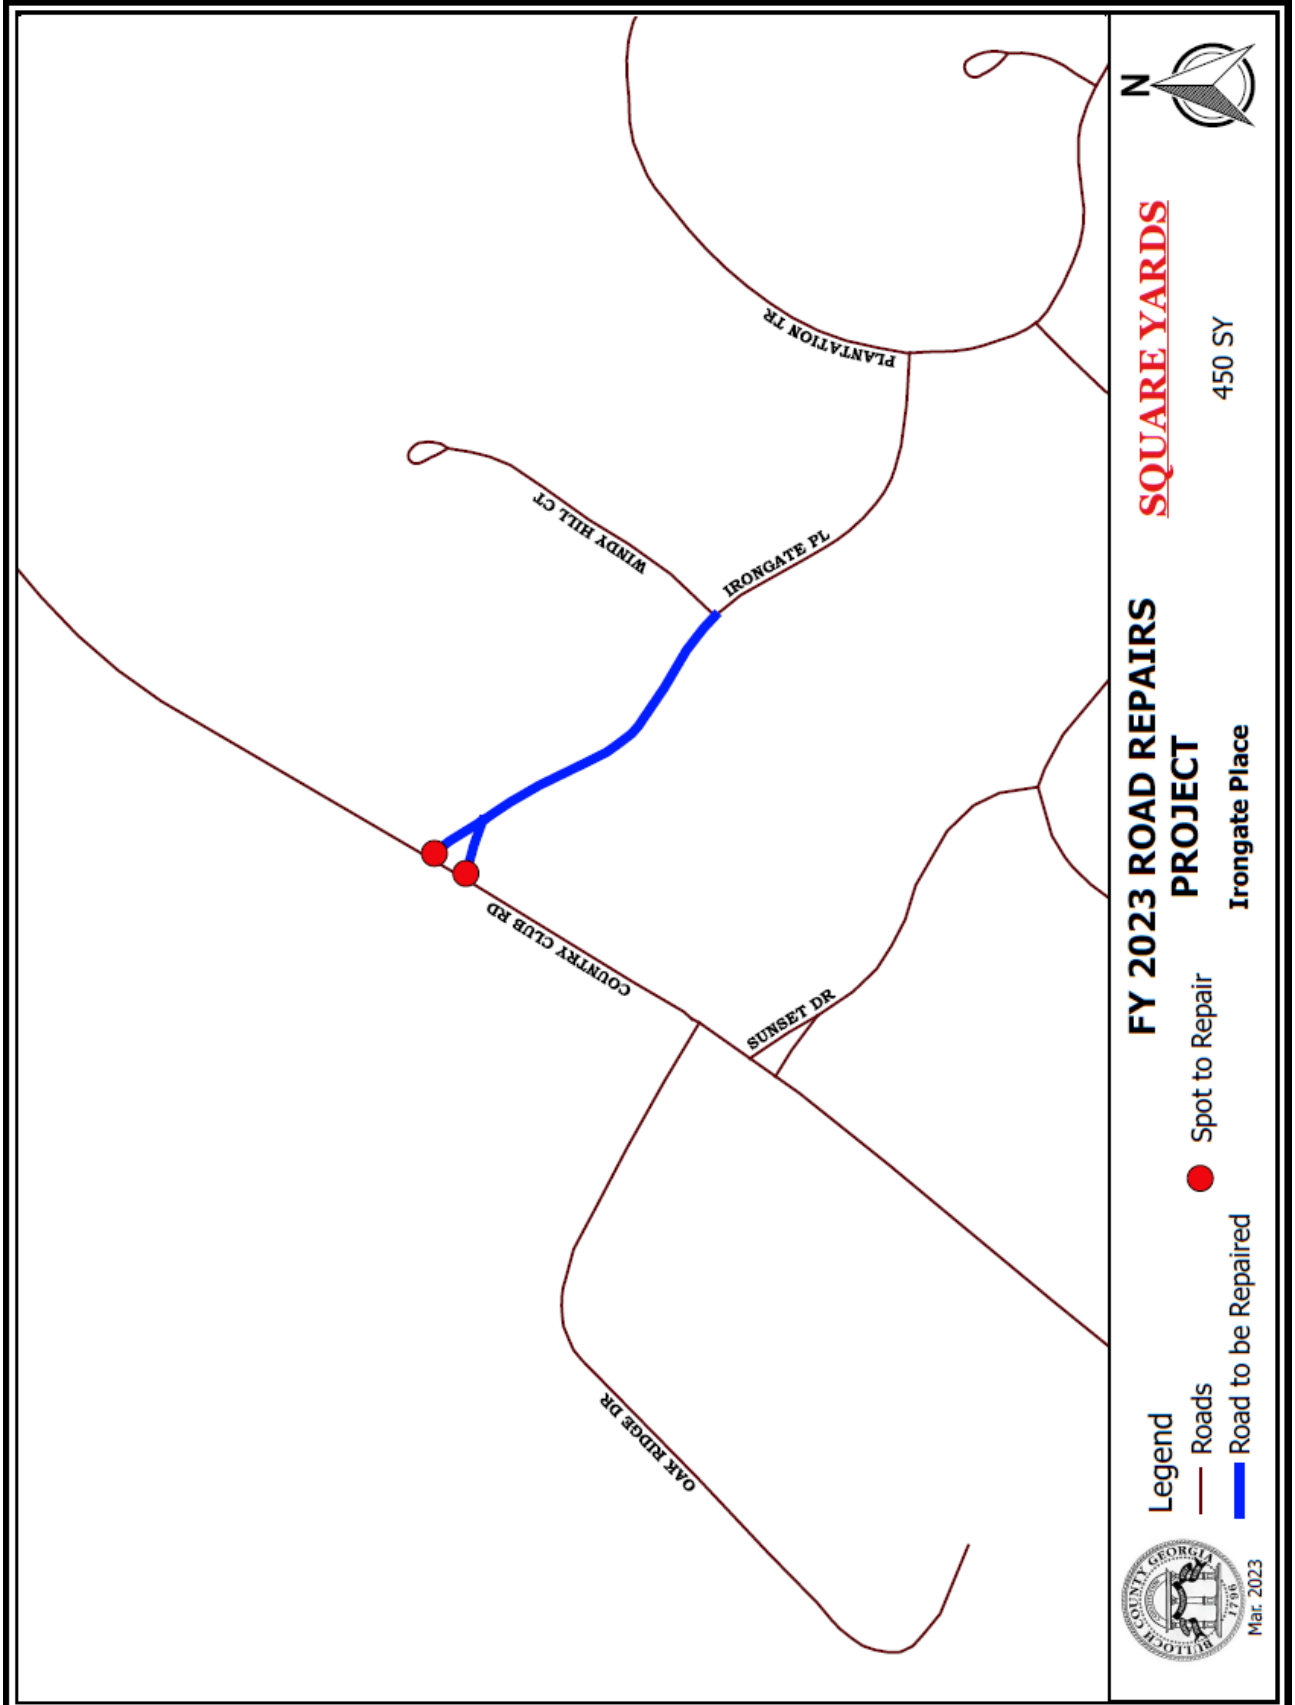 PLANTATION TR
WINDY HILL CT
IRONGATE PL
COUNTRY CLUB RD
SUNSET DR
OAK RIDGE DR
BULLOCH COUNTY GEORGIA
1796
Mar. 2023
Legend
Roads
Road to be Repaired
Spot to Repair
FY 2023 ROAD REPAIRS
PROJECT
Irongate Place
SQUARE YARDS
450 SY
N